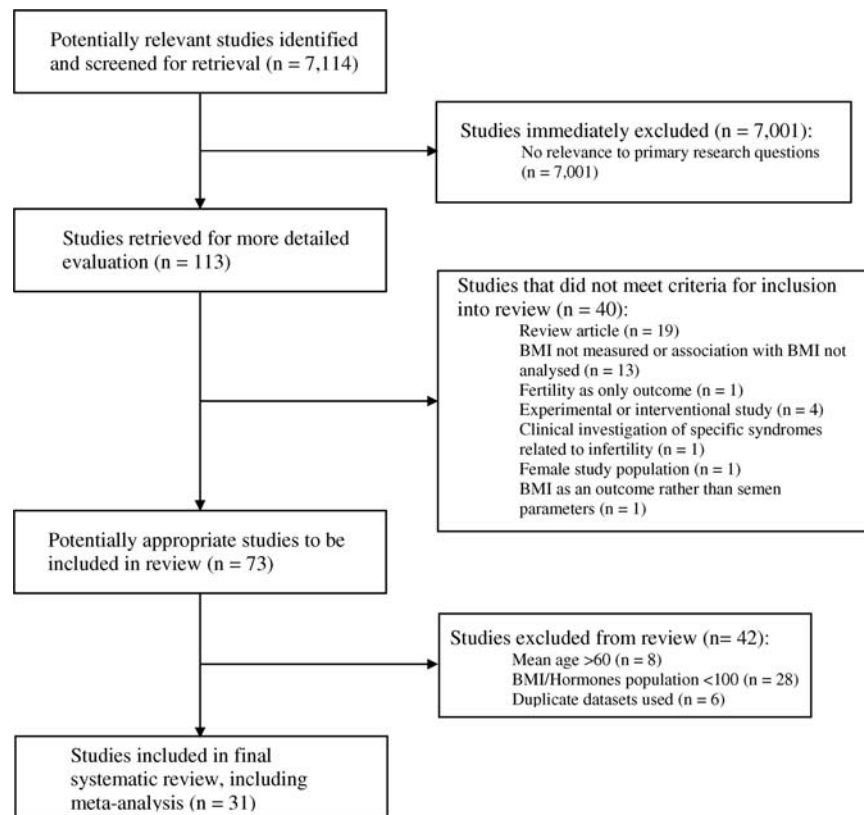 Potentially relevant studies identified
and screened for retrieval (n = 7,114)
Studies immediately excluded (n = 7,001):
No relevance to primary research questions
(n = 7,001)
Studies retrieved for more detailed
evaluation (n = 113)
Studies that did not meet criteria for inclusion
into review (n = 40):
Review article (n = 19)
BMI not measured or association with BMI not
analysed (n = 13)
Fertility as only outcome (n = 1)
Experimental or interventional study (n = 4)
Clinical investigation of specific syndromes
related to infertility (n = 1)
Female study population (n = 1)
BMI as an outcome rather than semen
parameters (n = 1)
Potentially appropriate studies to be
included in review (n = 73)
Studies excluded from review (n= 42):
Mean age >60 (n = 8)
BMI/Hormones population <100 (n = 28)
Duplicate datasets used (n = 6)
Studies included in final
systematic review, including
meta-analysis (n = 31)